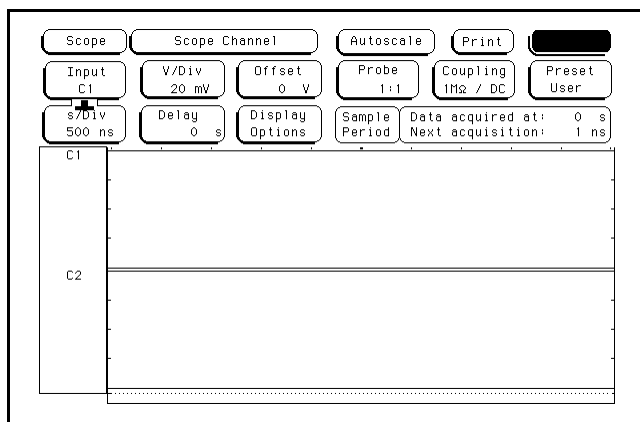 Scope Scope Channel Autoscale Print
Input V/Div Offset Probe Coupling Preset
C1 20 mV 0 V 1:1 1MΩ / DC User
s/Div Delay Display Sample Data acquired at: 0 s
500 ns 0 s Options Period Next acquisition: 1 ns
C1
C2